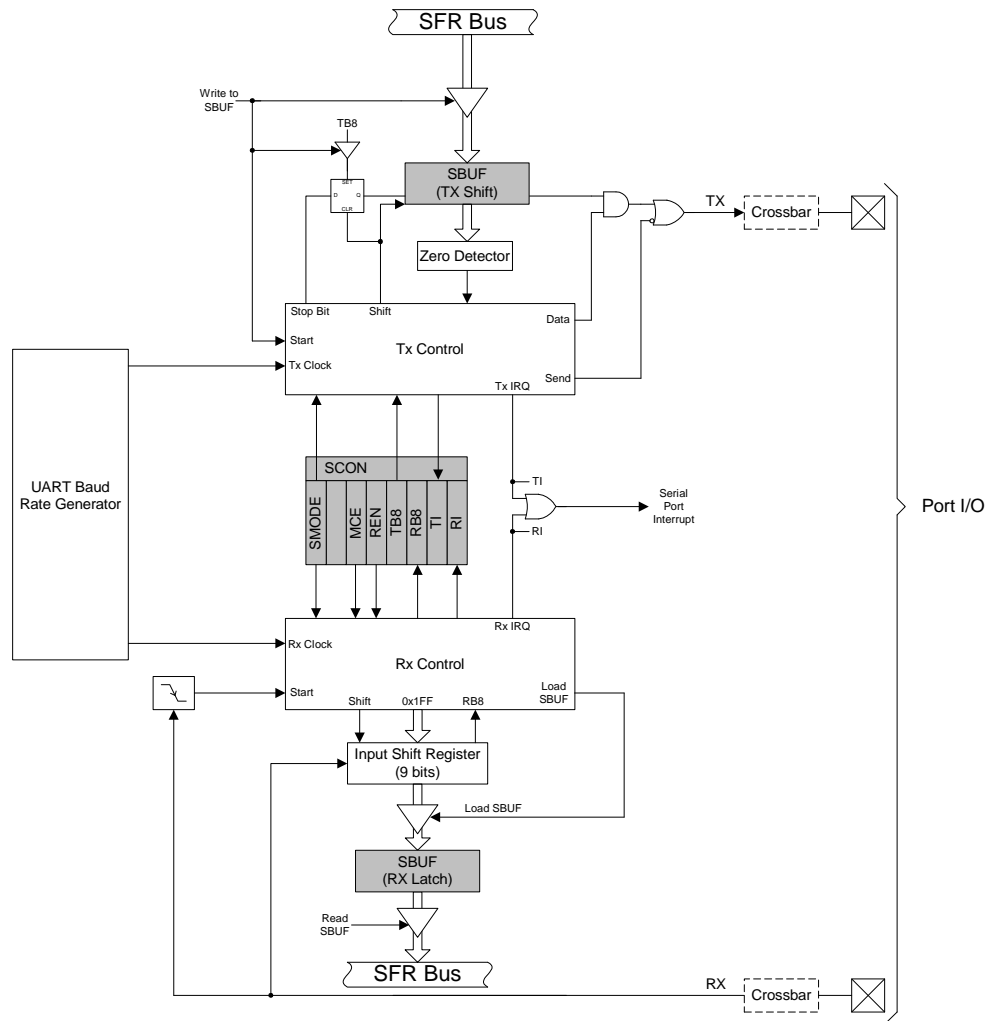 SFR Bus
Write to
SBUF
TB8
SET
D
Q
CLR
SBUF
(TX Shift)
TX
Crossbar
Zero Detector
Stop Bit
Shift
Data
Start
Tx Control
Tx Clock
Send
Tx IRQ
UART Baud
Rate Generator
SCON
SMODE
MCE
REN
TB8
RB8
TI
RI
TI
Serial
Port
Interrupt
RI
Port I/O
Rx IRQ
Rx Clock
Rx Control
Start
Load
SBUF
Shift
0x1FF
RB8
Input Shift Register
(9 bits)
Load SBUF
SBUF
(RX Latch)
Read
SBUF
SFR Bus
RX
Crossbar